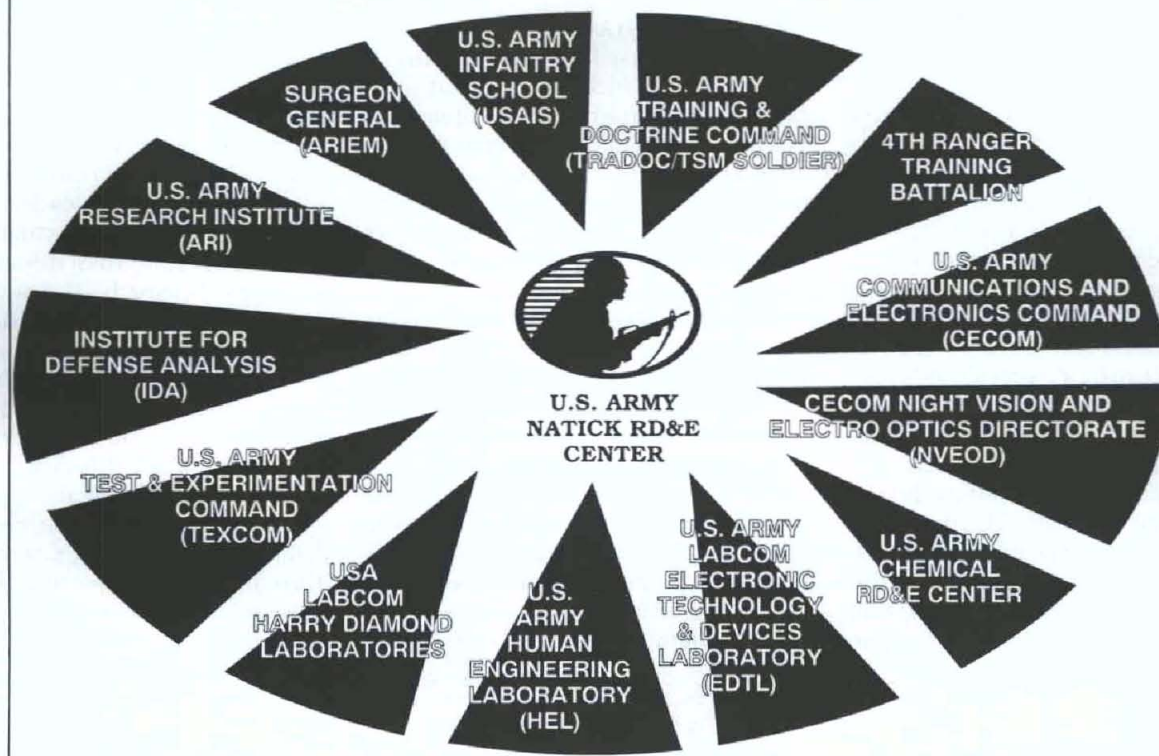 U.S. ARMY
INFANTRY
SCHOOL
(USAIS)
U.S. ARMY
TRAINING &
DOCTRINE COMMAND
(TRADOC/TSM SOLDIER)
4TH RANGER
TRAINING
BATTALION
U.S. ARMY
COMMUNICATIONS AND
ELECTRONICS COMMAND
(CECOM)
CECOM NIGHT VISION AND
ELECTRO OPTICS DIRECTORATE
(NVEOD)
U.S. ARMY
CHEMICAL
RD&E CENTER
U.S. ARMY
LABCOM
ELECTRONIC
TECHNOLOGY
& DEVICES
LABORATORY
(EDTL)
U.S.
ARMY
HUMAN
ENGINEERING
LABORATORY
(HEL)
USA
LABCOM
HARRY DIAMOND
LABORATORIES
U.S. ARMY
TEST & EXPERIMENTATION
COMMAND
(TEXCOM)
INSTITUTE FOR
DEFENSE ANALYSIS
(IDA)
U.S. ARMY
RESEARCH INSTITUTE
(ARI)
SURGEON
GENERAL
(ARIEM)
U.S. ARMY
NATICK RD&E
CENTER